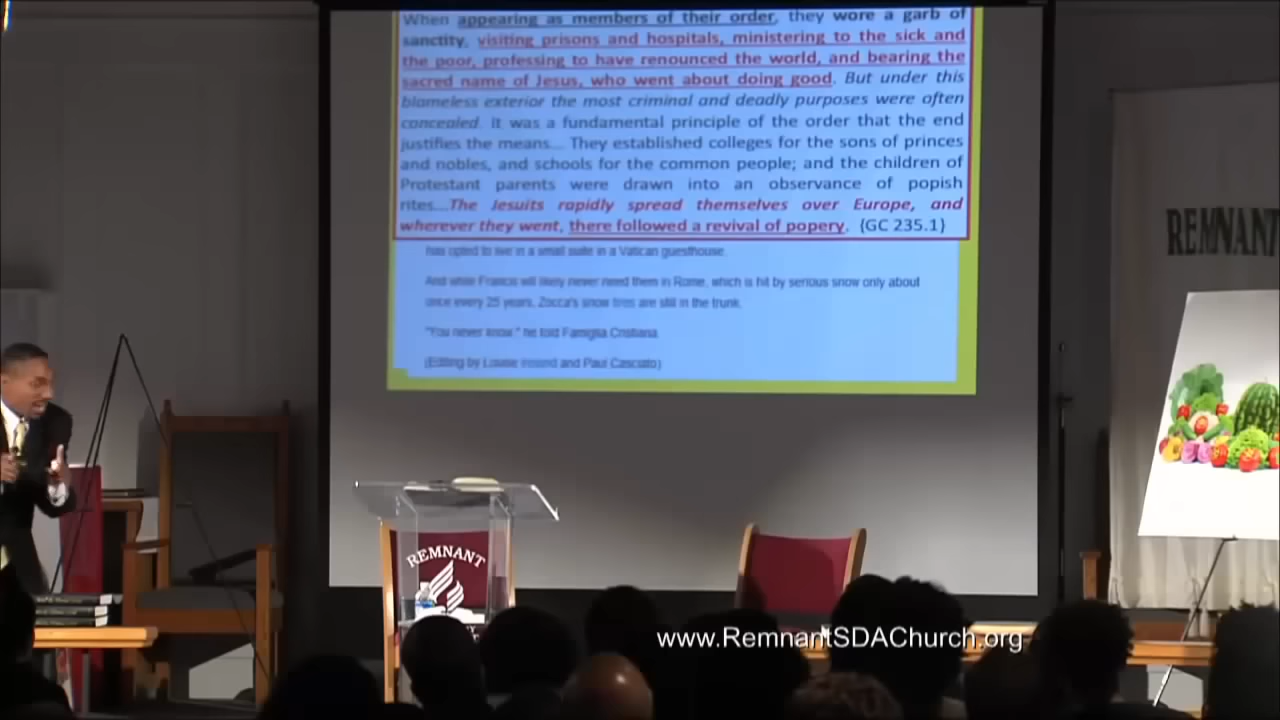 When appearing as members of their order, they wore a garb of
sanctity, visiting prisons and hospitals, ministering to the sick and
the poor, professing to have renounced the world, and bearing the
sacred name of Jesus, who went about doing good. But under this
blameless exterior the most criminal and deadly purposes were often
concealed. It was a fundamental principle of the order that the end
justifies the means... They established colleges for the sons of princes
and nobles, and schools for the common people; and the children of
Protestant parents were drawn into an observance of popish
rites...The Jesuits rapidly spread themselves over Europe, and
wherever they went, there followed a revival of popery. (GC 235.1)
has opted to live in a small suite in a Vatican guesthouse.
And while Francis will likely never need them in Rome, which is hit by serious snow only about
once every 25 years, Zocca's snow tires are still in the trunk.
"You never know," he told Famiglia Cristiana.
(Editing by Louise Ireland and Paul Casciato)
REMNANT
REMNANT
www.RemnantSDAChurch.org